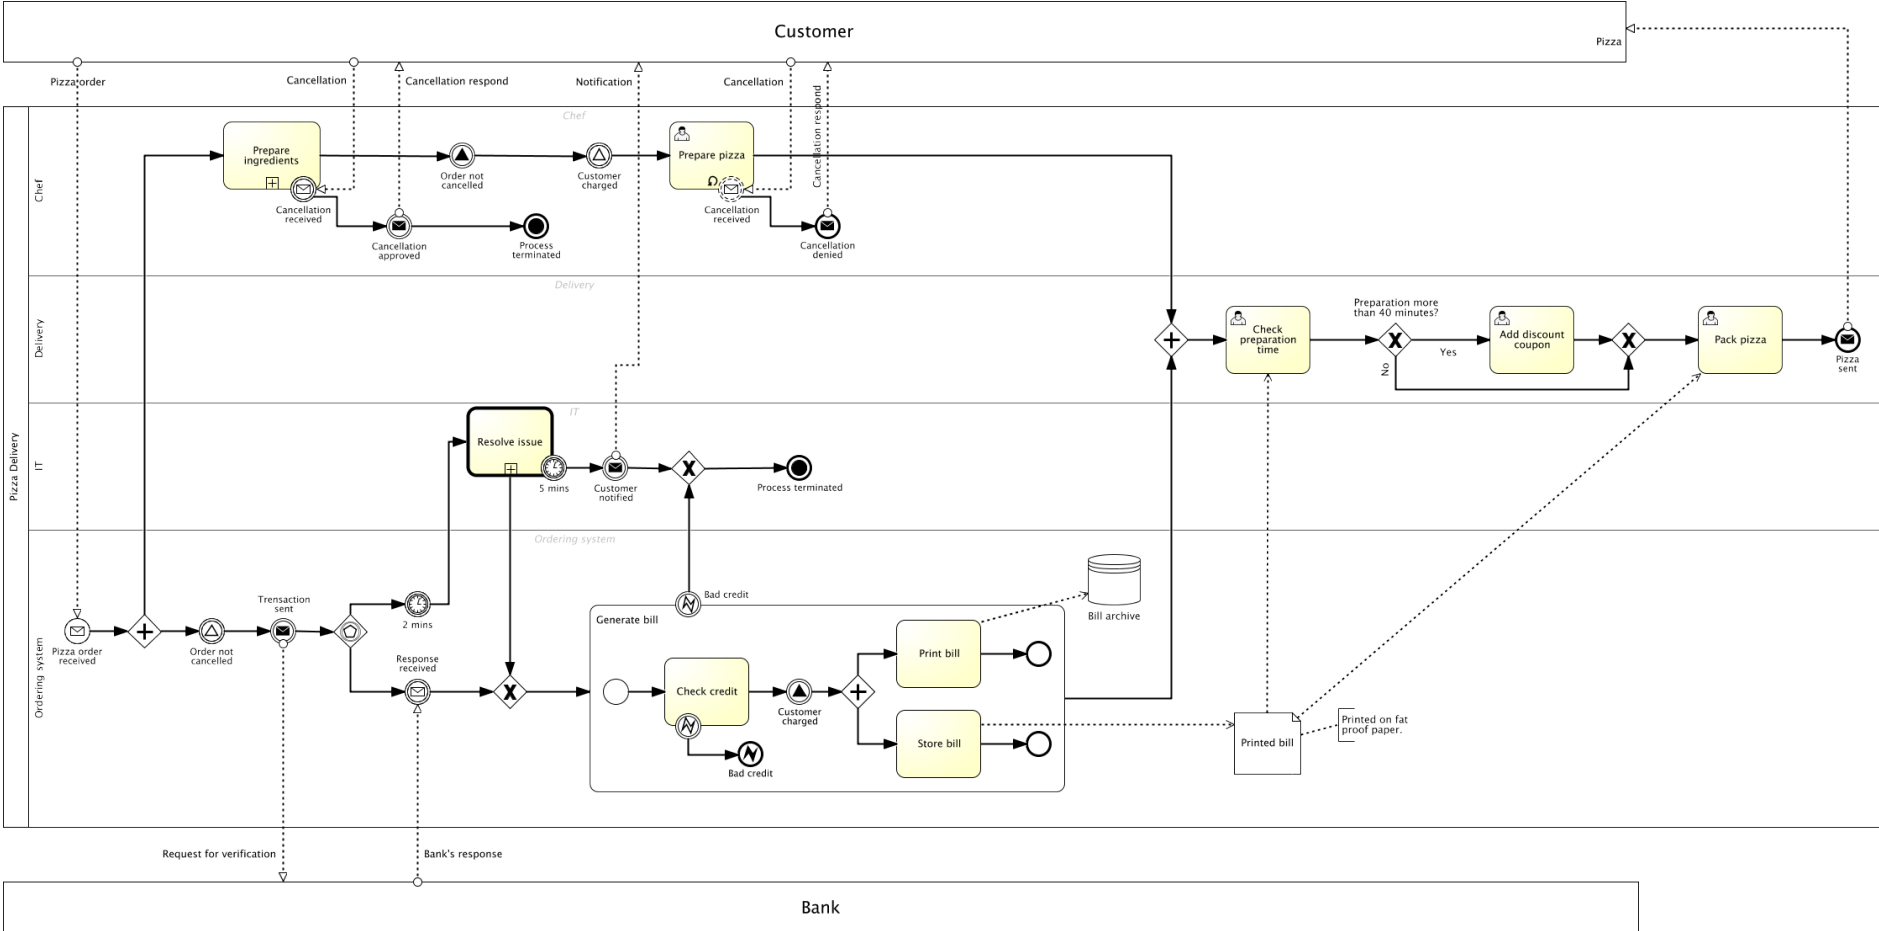 Customer
Pizza
Pizza order
Cancellation
Cancellation respond
Notification
Cancellation
Cancellation respond
Pizza Delivery
Chef
Chef
Prepare
ingredients
Cancellation
received
Order not
cancelled
Customer
charged
Prepare pizza
Cancellation
received
Cancellation
approved
Process
terminated
Cancellation
denied
Delivery
Delivery
Check
preparation
time
Preparation more
than 40 minutes?
Yes
No
Add discount
coupon
Pack pizza
Pizza
sent
IT
IT
Resolve issue
5 mins
Customer
notified
Process terminated
Ordering system
Ordering system
Pizza order
received
Order not
cancelled
Trensaction
sent
2 mins
Response
received
Bad credit
Generate bill
Check credit
Bad credit
Customer
charged
Print bill
Store bill
Bill archive
Printed bill
Printed on fat
proof paper.
Request for verification
Bank's response
Bank